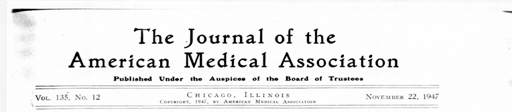 The Journal of the
American Medical Association
Published Under the Auspices of the Board of Trustees
Vol. 135, No. 12
Chicago, Illinois
Copyright, 1947, by American Medical Association
November 22, 1947